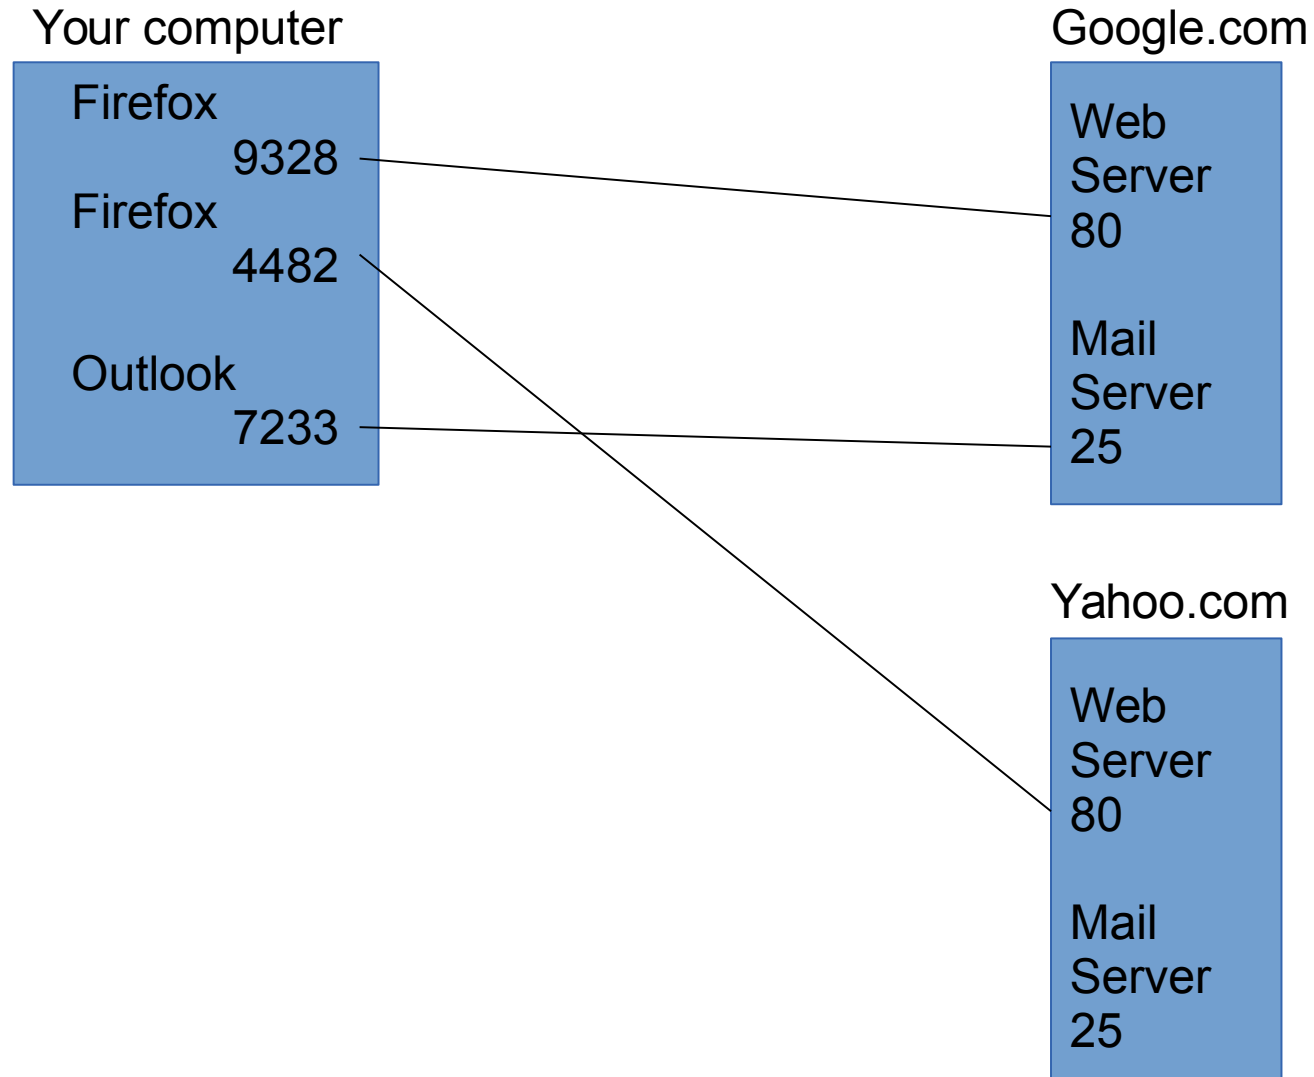 Your computer
Firefox
9328
Firefox
4482
Outlook
7233
Google.com
Web
Server
80
Mail
Server
25
Yahoo.com
Web
Server
80
Mail
Server
25